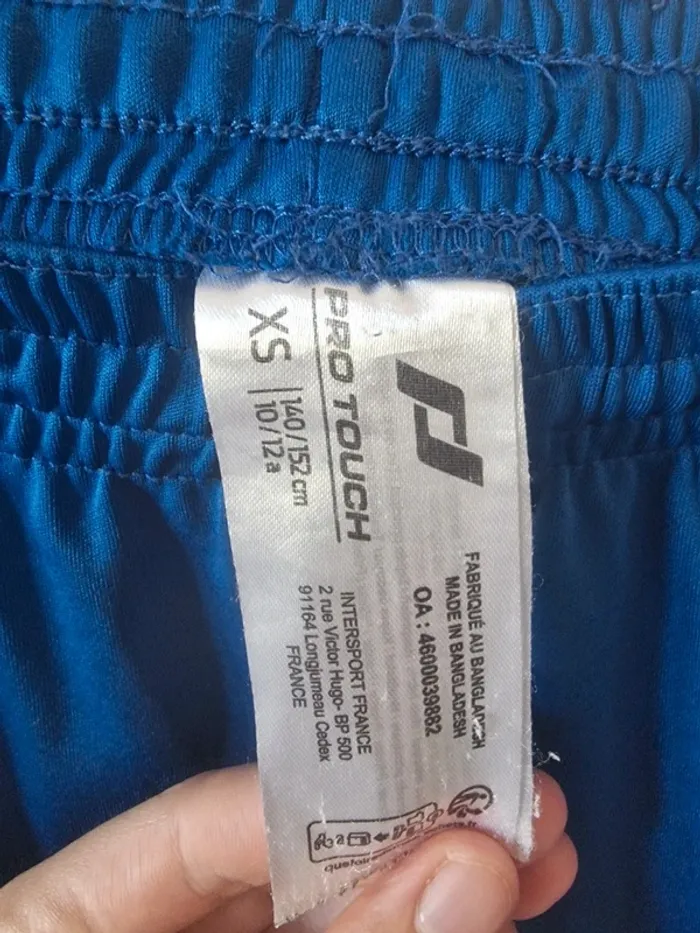 PRO TOUCH
XS
140/152 cm
10/12 a
FABRIQUÉ AU BANGLADESH
MADE IN BANGLADESH
OA : 4600039882
INTERSPORT FRANCE
2 rue Victor Hugo- BP 500
91164 Longjumeau Cedex
FRANCE